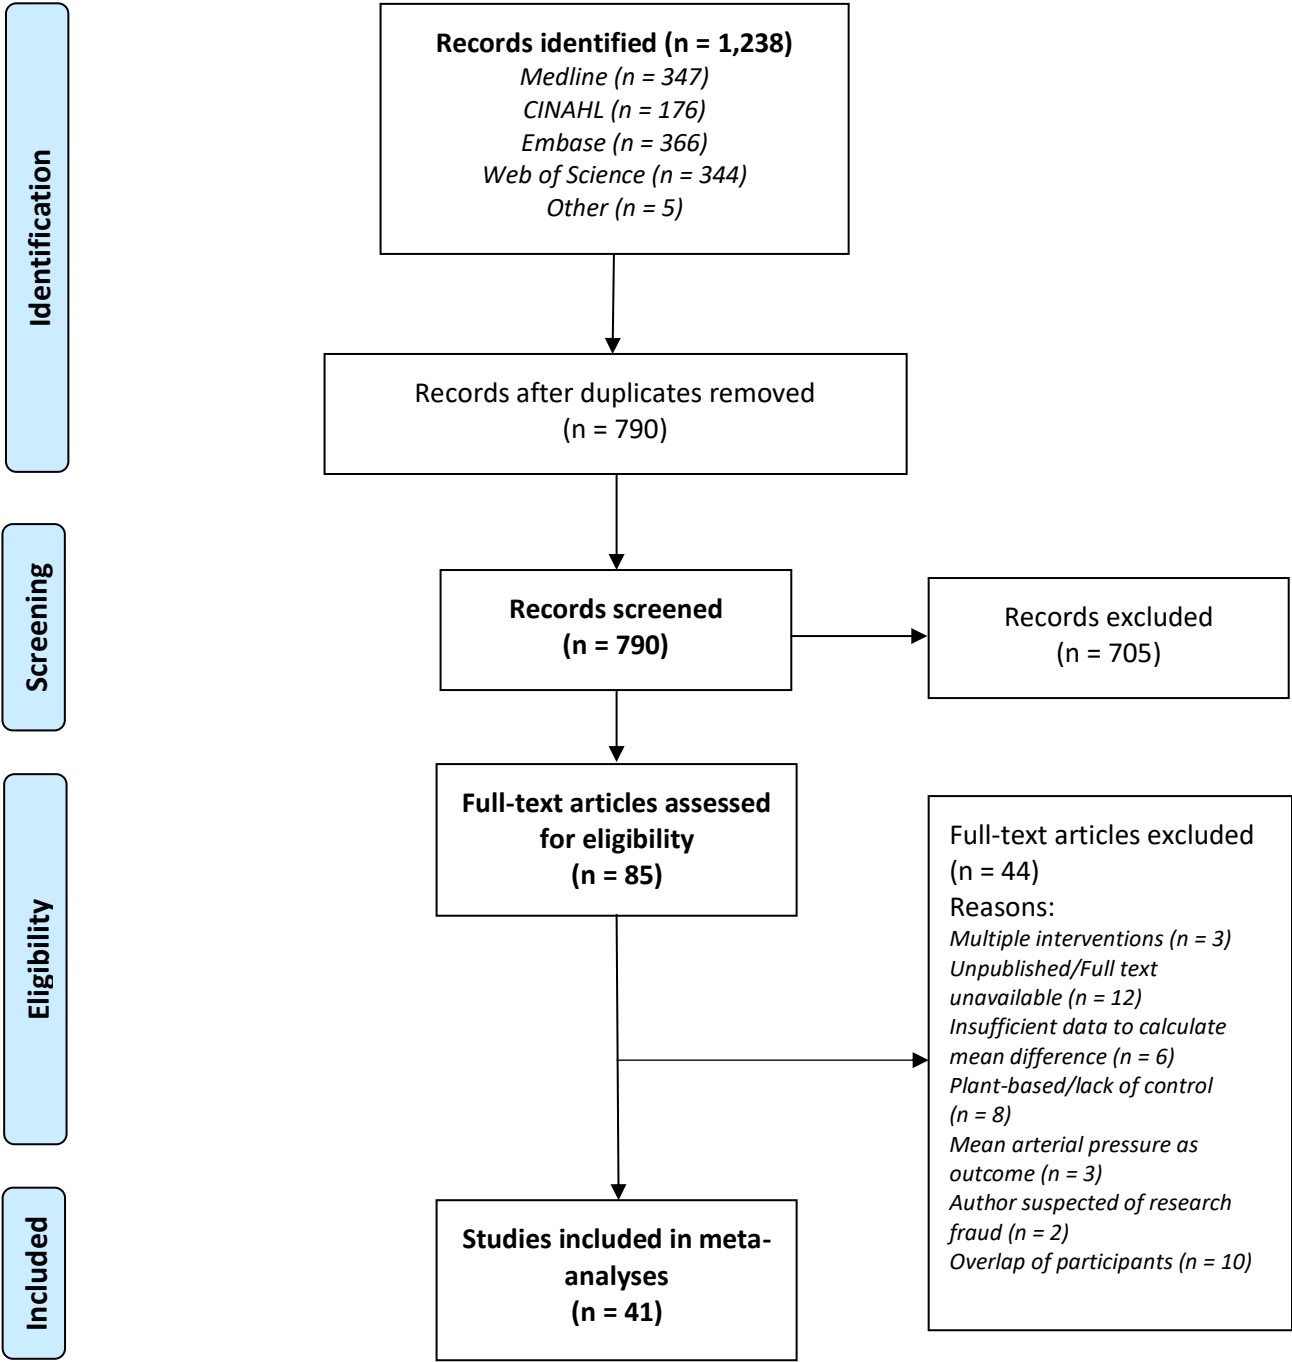 Identification
Records identified (n = 1,238)
Medline (n = 347)
CINAHL (n = 176)
Embase (n = 366)
Web of Science (n = 344)
Other (n = 5)
Records after duplicates removed
(n = 790)
Screening
Records screened
(n = 790)
Records excluded
(n = 705)
Eligibility
Full-text articles assessed
for eligibility
(n = 85)
Full-text articles excluded
(n = 44)
Reasons:
Multiple interventions (n = 3)
Unpublished/Full text
unavailable (n = 12)
Insufficient data to calculate
mean difference (n = 6)
Plant-based/lack of control
(n = 8)
Mean arterial pressure as
outcome (n = 3)
Author suspected of research
fraud (n = 2)
Overlap of participants (n = 10)
Included
Studies included in meta-
analyses
(n = 41)